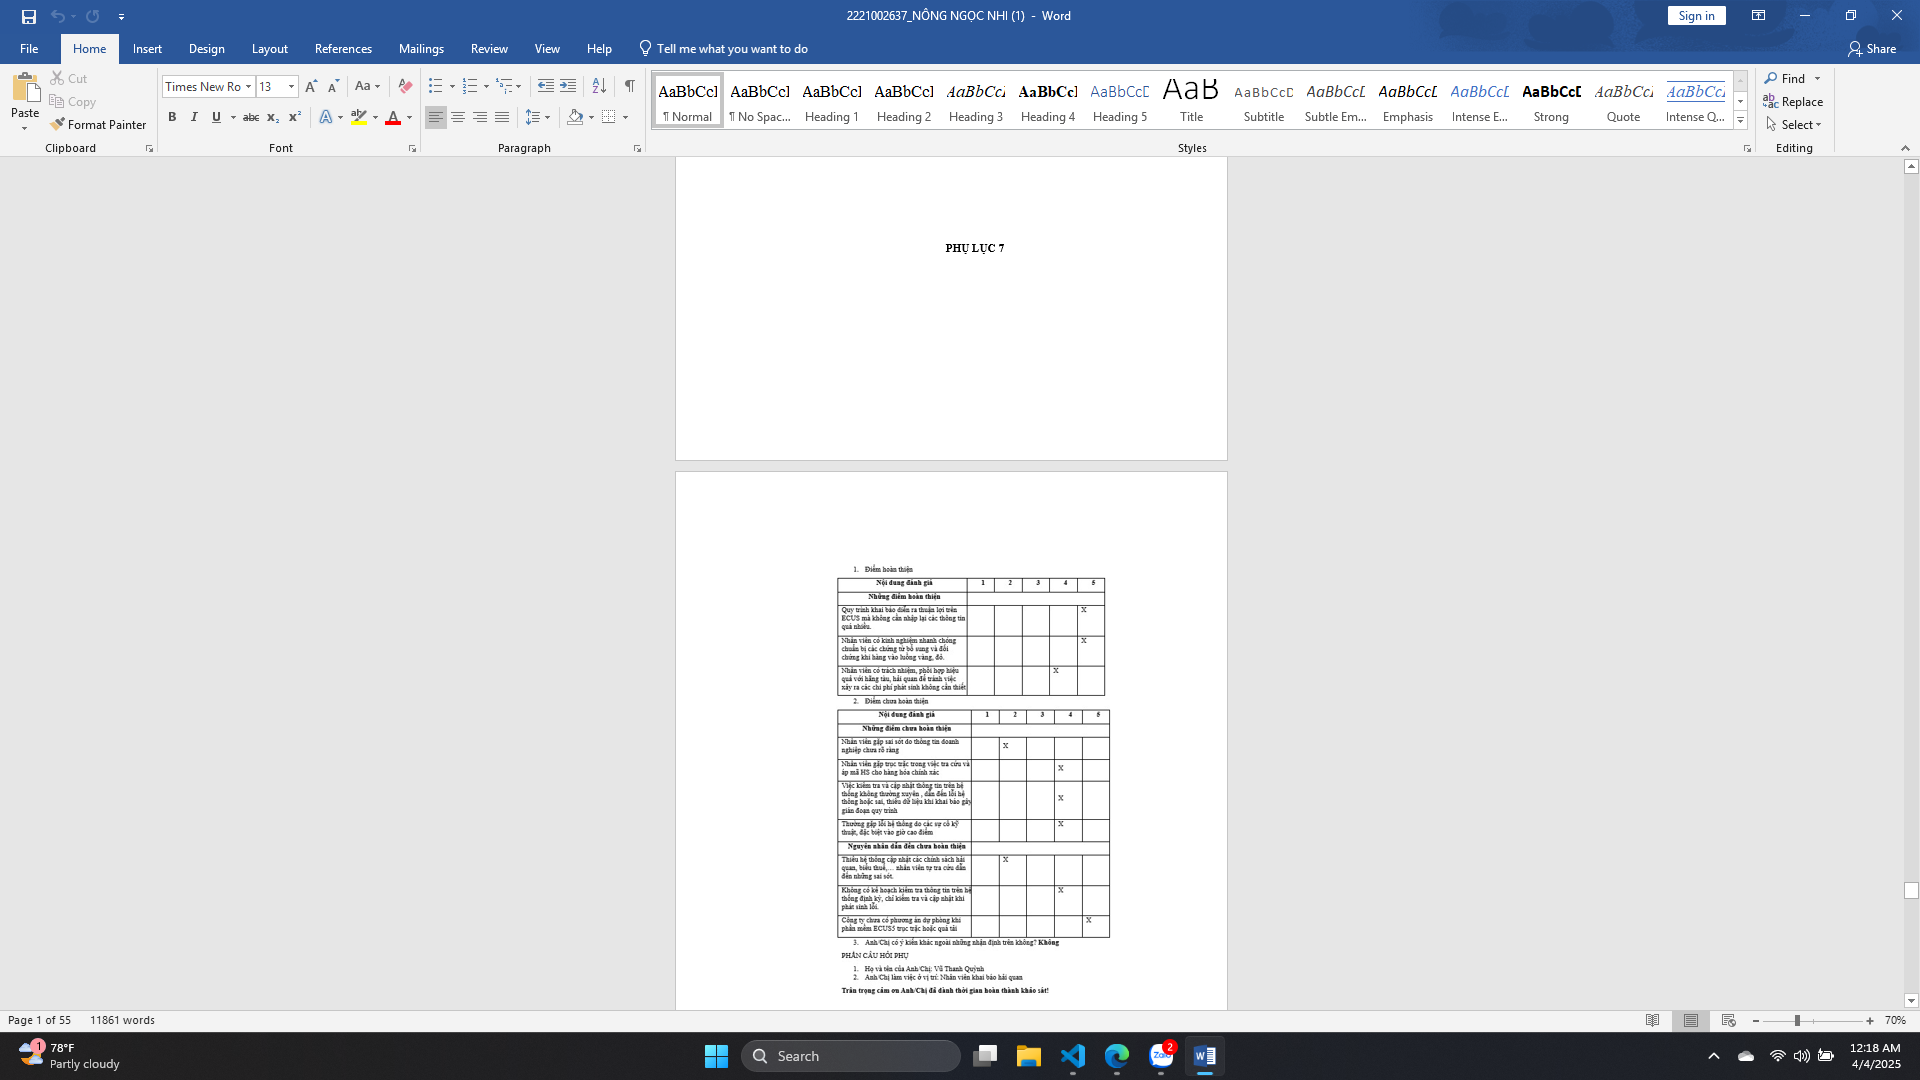 2221002637_NÔNG NGỌC NHI (1) - Word
Sign in
File Home Insert Design Layout References Mailings Review View Help Tell me what you want to do Share
Paste
Cut
Copy
Format Painter
Clipboard
Times New Ro 13
Font
Paragraph
AaBbCcI AaBbCcI AaBbCcI AaBbCcI AaBbCcI AaBbCcI AaBbCcD AaB AaBbCcD AaBbCcD AaBbCcD AaBbCcD AaBbCcD AaBbCcI AaBbCcI
¶ Normal ¶ No Spac... Heading 1 Heading 2 Heading 3 Heading 4 Heading 5 Title Subtitle Subtle Em... Emphasis Intense E... Strong Quote Intense Q...
Styles
Find
Replace
Select
Editing
PHỤ LỤC 7
1. Điểm hoàn thiện
Nội dung đánh giá 1 2 3 4 5
Những điểm hoàn thiện
Quy trình khai báo diễn ra thuận lợi trên X
ECUS mà không cần nhập lại các thông tin
quá nhiều.
Nhân viên có kinh nghiệm nhanh chóng X
chuẩn bị các chứng từ bổ sung và đối
chứng khi hàng vào luồng vàng, đỏ.
Nhân viên có trách nhiệm, phối hợp hiệu X
quả với hãng tàu, hải quan để tránh việc
xảy ra các chi phí phát sinh không cần thiết
2. Điểm chưa hoàn thiện
Nội dung đánh giá 1 2 3 4 5
Những điểm chưa hoàn thiện
Nhân viên gặp sai sót do thông tin doanh X
nghiệp chưa rõ ràng
Nhân viên gặp trục trặc trong việc tra cứu và X
áp mã HS cho hàng hóa chính xác
Việc kiểm tra và cập nhật thông tin trên hệ
thống không thường xuyên , dẫn đến lỗi hệ X
thống hoặc sai, thiếu dữ liệu khi khai báo gây
gián đoạn quy trình
Thường gặp lỗi hệ thống do các sự cố kỹ X
thuật, đặc biệt vào giờ cao điểm
Nguyên nhân dẫn đến chưa hoàn thiện
Thiếu hệ thống cập nhật các chính sách hải X
quan, biểu thuế,... nhân viên tự tra cứu dẫn
đến những sai sót.
Không có kế hoạch kiểm tra thông tin trên hệ X
thống định kỳ, chỉ kiểm tra và cập nhật khi
phát sinh lỗi.
Công ty chưa có phương án dự phòng khi X
phần mềm ECUS5 trục trặc hoặc quá tải
3. Anh/Chị có ý kiến khác ngoài những nhận định trên không? Không
PHẦN CÂU HỎI PHỤ
1. Họ và tên của Anh/Chị: Vũ Thanh Quỳnh
2. Anh/Chị làm việc ở vị trí: Nhân viên khai báo hải quan
Trân trọng cảm ơn Anh/Chị đã dành thời gian hoàn thành khảo sát!
Page 1 of 55 11861 words 70%
1
78°F
Partly cloudy
Search
Zalo
2
12:18 AM
4/4/2025